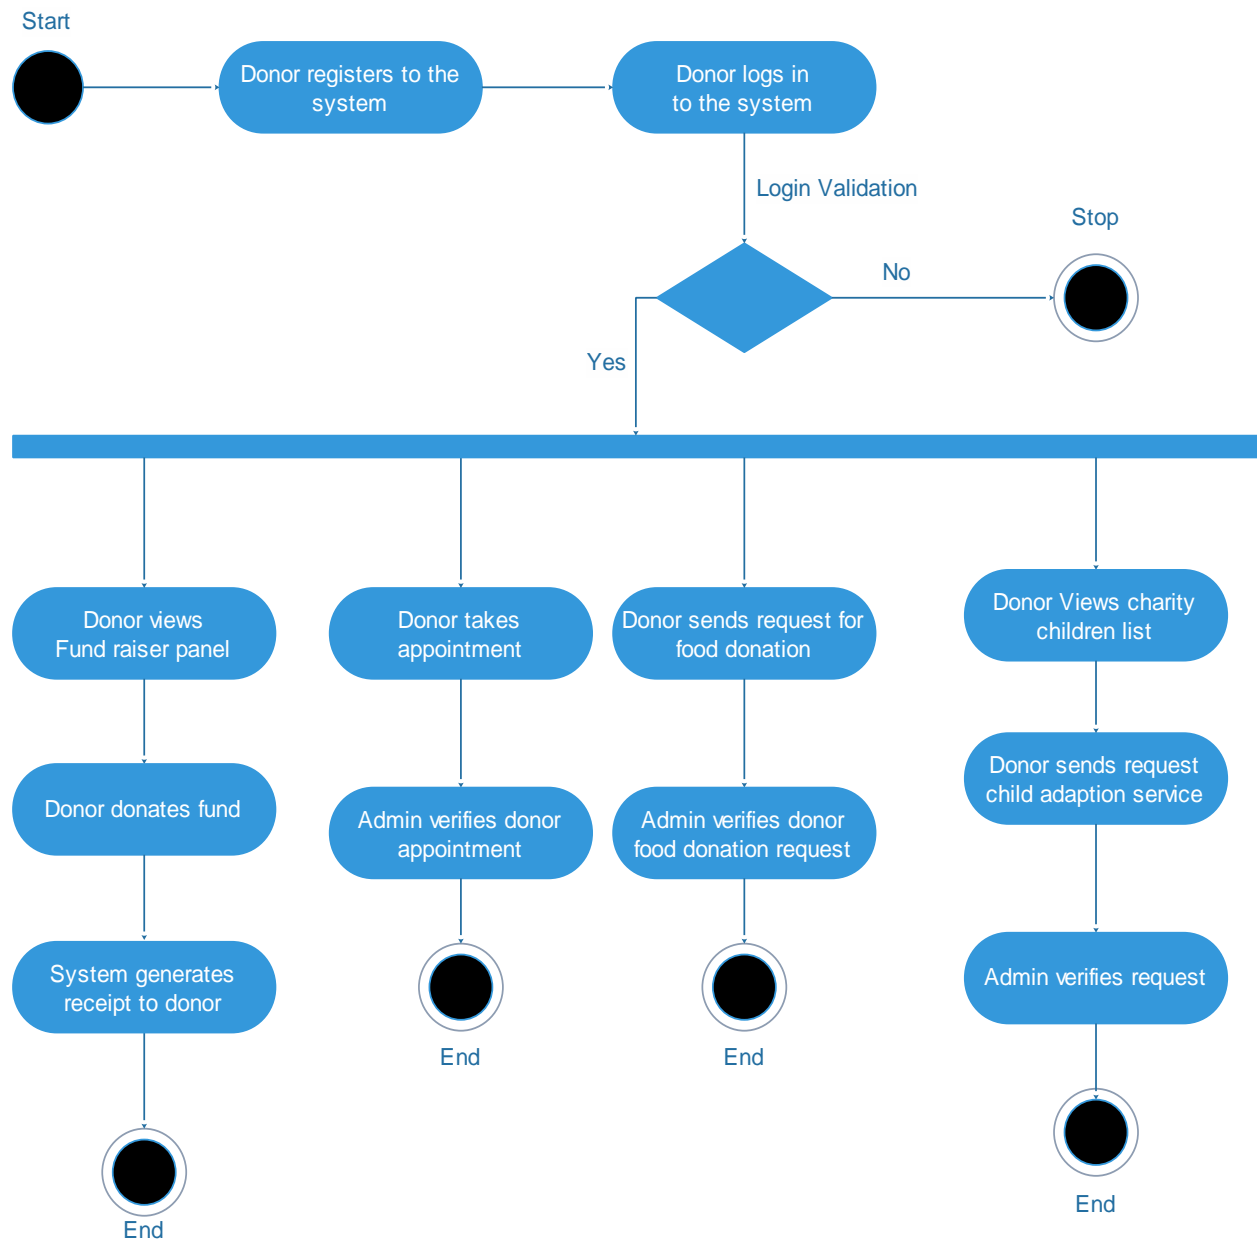 Start
Donor registers to the
system
Donor logs in
to the system
Login Validation
Stop
No
Yes
Donor views
Fund raiser panel
Donor takes
appointment
Donor sends request for
food donation
Donor Views charity
children list
Donor donates fund
Admin verifies donor
appointment
Admin verifies donor
food donation request
Donor sends request
child adaption service
System generates
receipt to donor
Admin verifies request
End
End
End
End